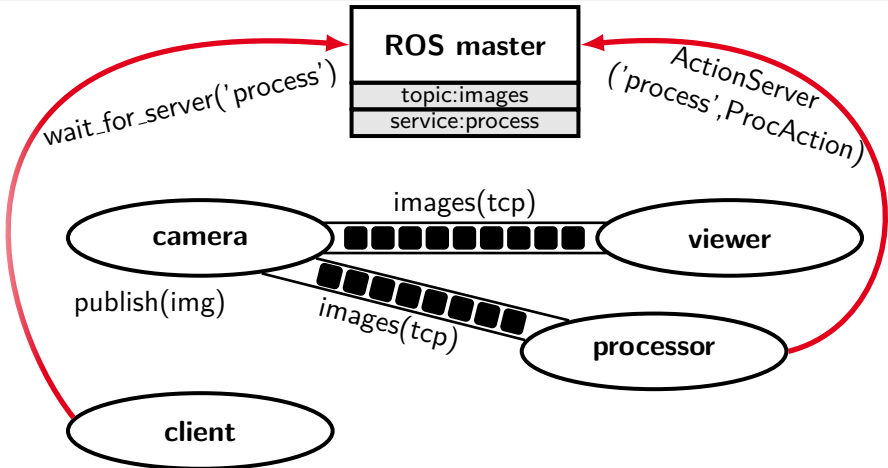 ROS master
topic:images
service:process
wait_for_server('process')
ActionServer
('process',ProcAction)
images(tcp)
camera
viewer
publish(img)
images(tcp)
processor
client